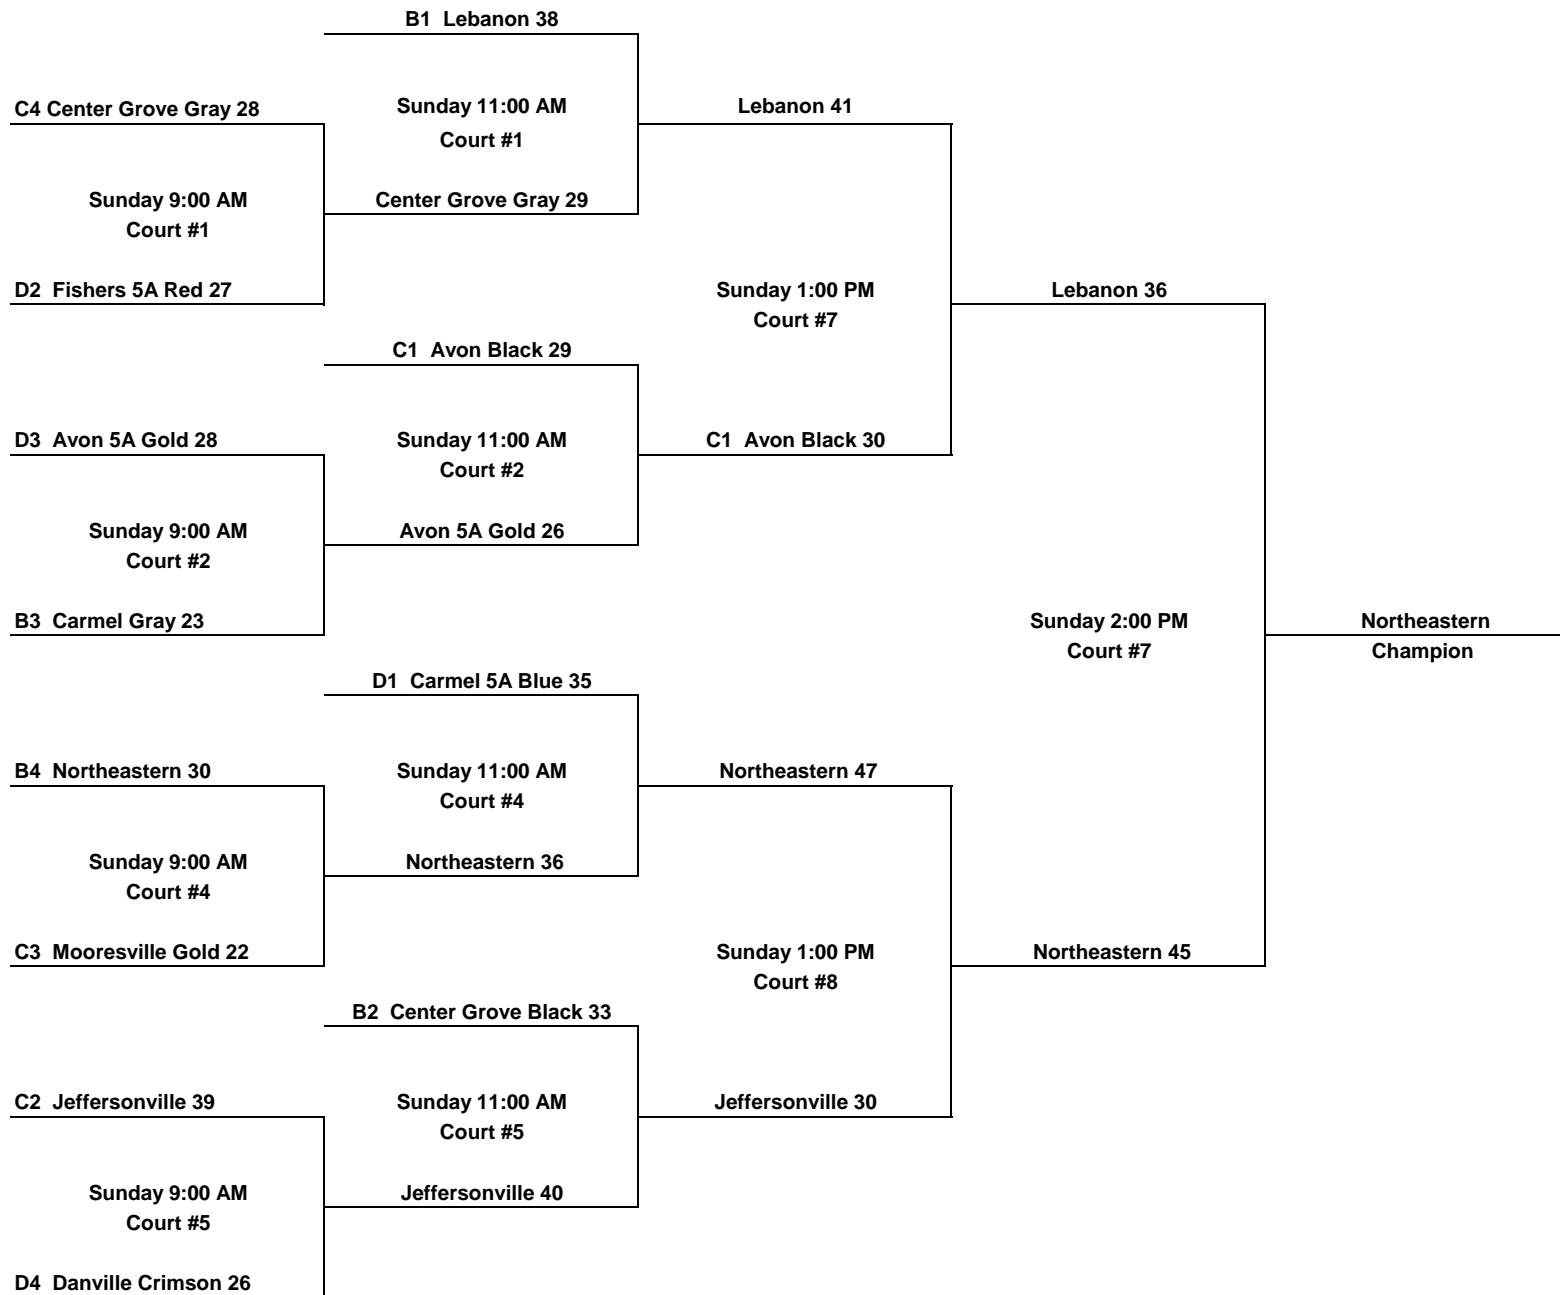 B1 Lebanon 38
C4 Center Grove Gray 28
Sunday 11:00 AM
Court #1
Lebanon 41
Sunday 9:00 AM
Court #1
Center Grove Gray 29
D2 Fishers 5A Red 27
Sunday 1:00 PM
Court #7
Lebanon 36
C1 Avon Black 29
D3 Avon 5A Gold 28
Sunday 11:00 AM
Court #2
C1 Avon Black 30
Sunday 9:00 AM
Court #2
Avon 5A Gold 26
B3 Carmel Gray 23
Sunday 2:00 PM
Court #7
Northeastern
Champion
D1 Carmel 5A Blue 35
B4 Northeastern 30
Sunday 11:00 AM
Court #4
Northeastern 47
Sunday 9:00 AM
Court #4
Northeastern 36
C3 Mooresville Gold 22
Sunday 1:00 PM
Court #8
Northeastern 45
B2 Center Grove Black 33
C2 Jeffersonville 39
Sunday 11:00 AM
Court #5
Jeffersonville 30
Sunday 9:00 AM
Court #5
Jeffersonville 40
D4 Danville Crimson 26